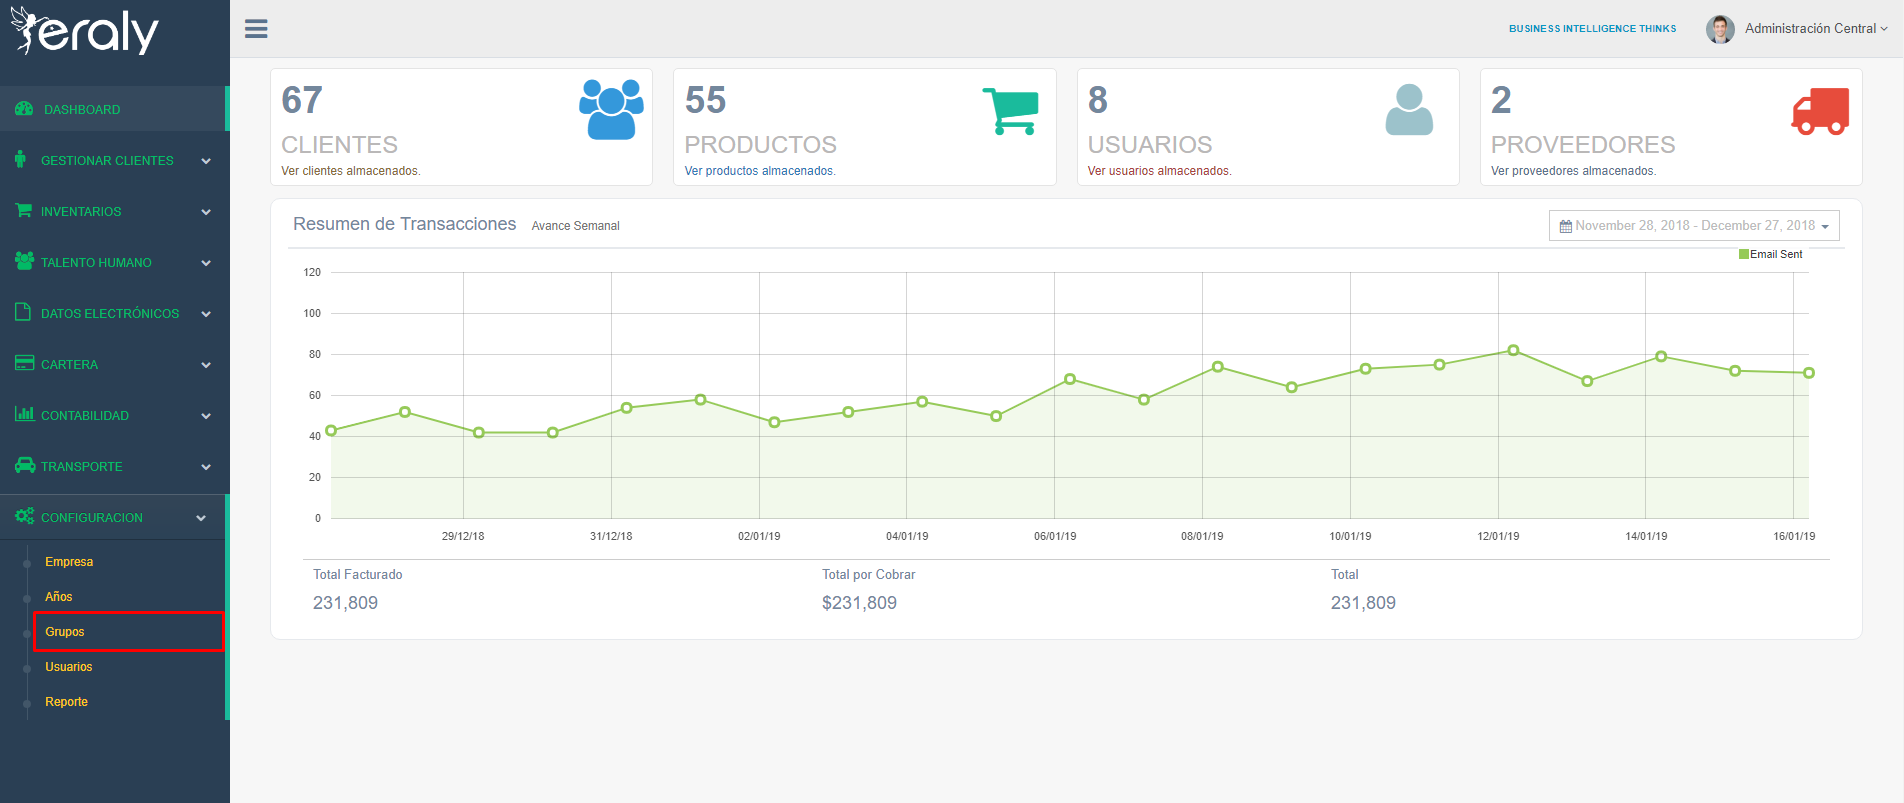 eraly
BUSINESS INTELLIGENCE THINKS
Administración Central
DASHBOARD
GESTIONAR CLIENTES
INVENTARIOS
TALENTO HUMANO
DATOS ELECTRÓNICOS
CARTERA
CONTABILIDAD
TRANSPORTE
CONFIGURACION
Empresa
Años
Grupos
Usuarios
Reporte
67
CLIENTES
Ver clientes almacenados.
55
PRODUCTOS
Ver productos almacenados.
8
USUARIOS
Ver usuarios almacenados.
2
PROVEEDORES
Ver proveedores almacenados.
Resumen de Transacciones Avance Semanal
November 28, 2018 - December 27, 2018
Email Sent
120
100
80
60
40
20
0
29/12/18 31/12/18 02/01/19 04/01/19 06/01/19 08/01/19 10/01/19 12/01/19 14/01/19 16/01/19
Total Facturado
231,809
Total por Cobrar
$231,809
Total
231,809